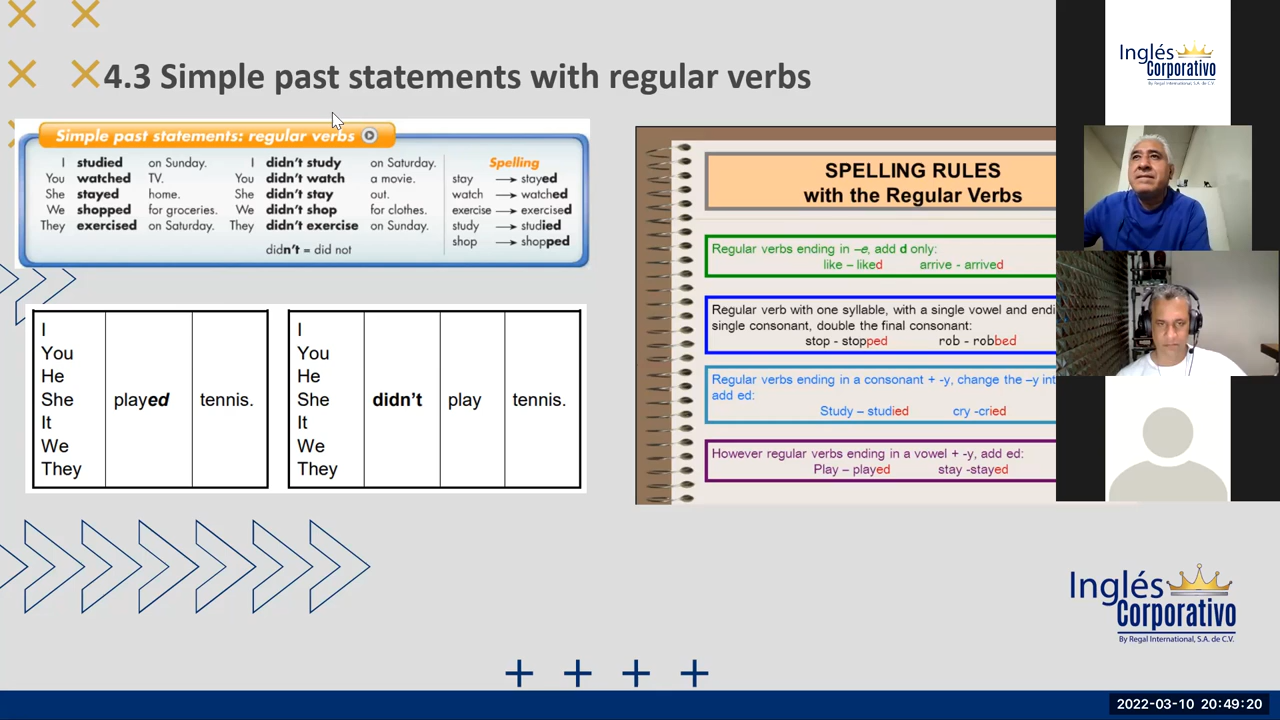 4.3 Simple past statements with regular verbs
Simple past statements: regular verbs
I studied on Sunday.
You watched TV.
She stayed home.
We shopped for groceries.
They exercised on Saturday.
I didn't study on Saturday.
You didn't watch a movie.
She didn't stay out.
We didn't shop for clothes.
They didn't exercise on Sunday.
didn't = did not
Spelling
stay → stayed
watch → watched
exercise → exercised
study → studied
shop → shopped
I
You
He
She
It
We
They
played
tennis.
I
You
He
She
It
We
They
didn't
play
tennis.
SPELLING RULES
with the Regular Verbs
Regular verbs ending in –e, add d only:
like – liked arrive - arrived
Regular verb with one syllable, with a single vowel and endi
single consonant, double the final consonant:
stop - stopped rob - robbed
Regular verbs ending in a consonant + -y, change the –y int
add ed:
Study – studied cry -cried
However regular verbs ending in a vowel + -y, add ed:
Play – played stay -stayed
Inglés
Corporativo
By Regal International, S.A. de C.V.
Inglés
Corporativo
By Regal International, S.A. de C.V.
2022-03-10 20:49:20